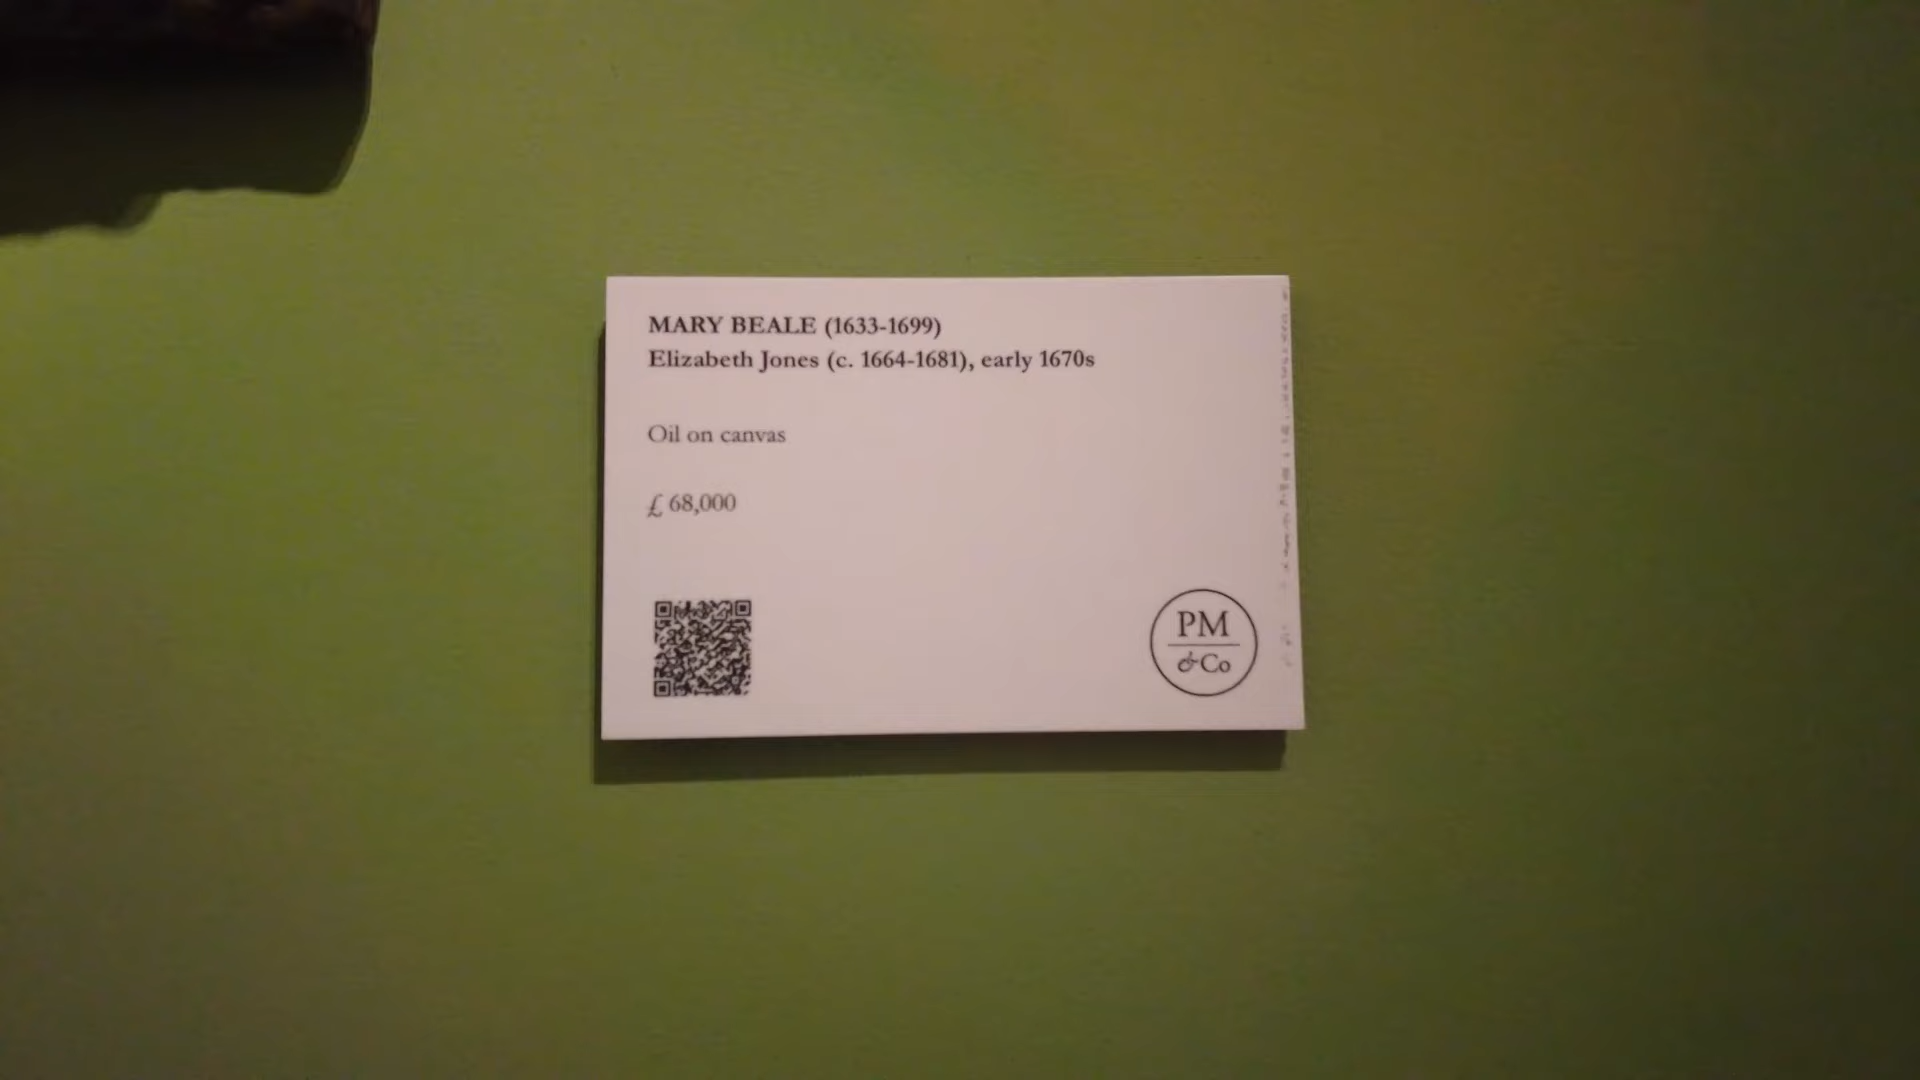 MARY BEALE (1633-1699)
Elizabeth Jones (c. 1664-1681), early 1670s
Oil on canvas
£ 68,000
PM
& Co